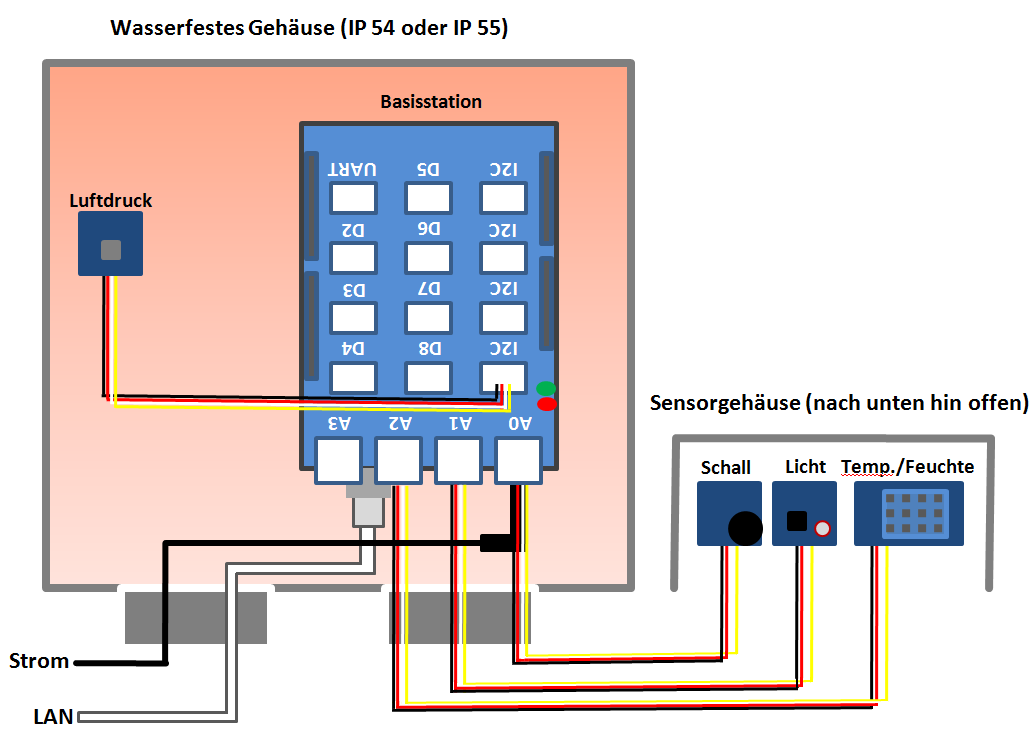 Wasserfestes Gehäuse (IP 54 oder IP 55)
Basisstation
UART D5 I2C
Luftdruck
D2 D6 I2C
D3 D7 I2C
D4 D8 I2C
Sensorgehäuse (nach unten hin offen)
A3 A2 A1 A0
Schall Licht Temp./Feuchte
Strom
LAN